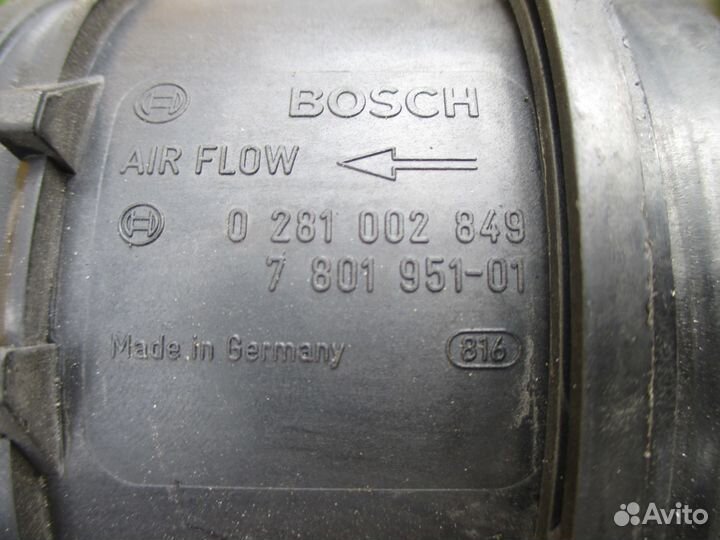 BOSCH
AIR FLOW
0 281 002 849
7 801 951-01
Made in Germany 816
Avito